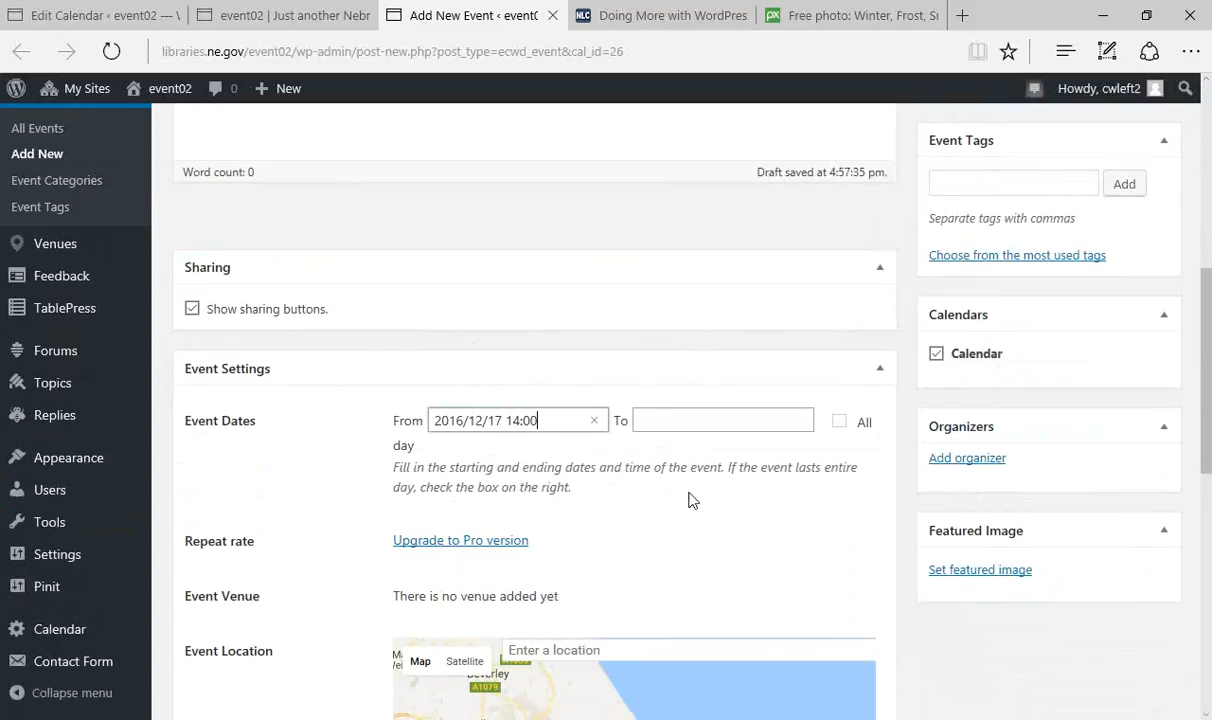 Edit Calendar ‹ event02 — \
event02 | Just another Nebr
Add New Event ‹ event0
Doing More with WordPres
Free photo: Winter, Frost, Sr
libraries.ne.gov/event02/wp-admin/post-new.php?post_type=ecwd_event&cal_id=26
My Sites
event02
0
New
Howdy, cwleft2
All Events
Add New
Event Categories
Event Tags
Venues
Feedback
TablePress
Forums
Topics
Replies
Appearance
Users
Tools
Settings
Pinit
Calendar
Contact Form
Collapse menu
Word count: 0
Draft saved at 4:57:35 pm.
Sharing
Show sharing buttons.
Event Settings
Event Dates
From 2016/12/17 14:00 × To All
day
Fill in the starting and ending dates and time of the event. If the event lasts entire
day, check the box on the right.
Repeat rate
Upgrade to Pro version
Event Venue
There is no venue added yet
Event Location
Map
Satellite
Enter a location
Beverley
A1079
Event Tags
Add
Separate tags with commas
Choose from the most used tags
Calendars
Calendar
Organizers
Add organizer
Featured Image
Set featured image